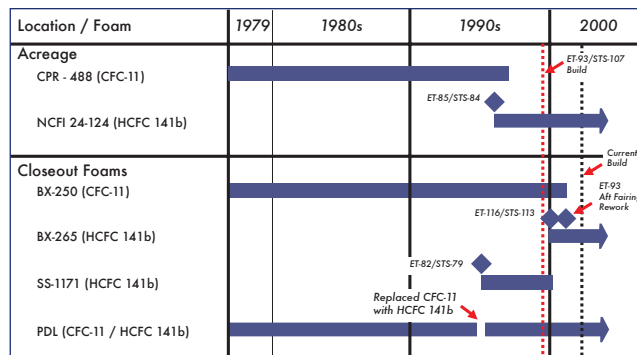 Location / Foam 1979 1980s 1990s 2000
Acreage
ET-93/STS-107
Build
CPR - 488 (CFC-11)
ET-85/STS-84
NCFI 24-124 (HCFC 141b)
Current
Build
Closeout Foams
BX-250 (CFC-11)
ET-93
Aft Fairing
Rework
ET-116/STS-113
BX-265 (HCFC 141b)
ET-82/STS-79
SS-1171 (HCFC 141b)
Replaced CFC-11
with HCFC 141b
PDL (CFC-11 / HCFC 141b)